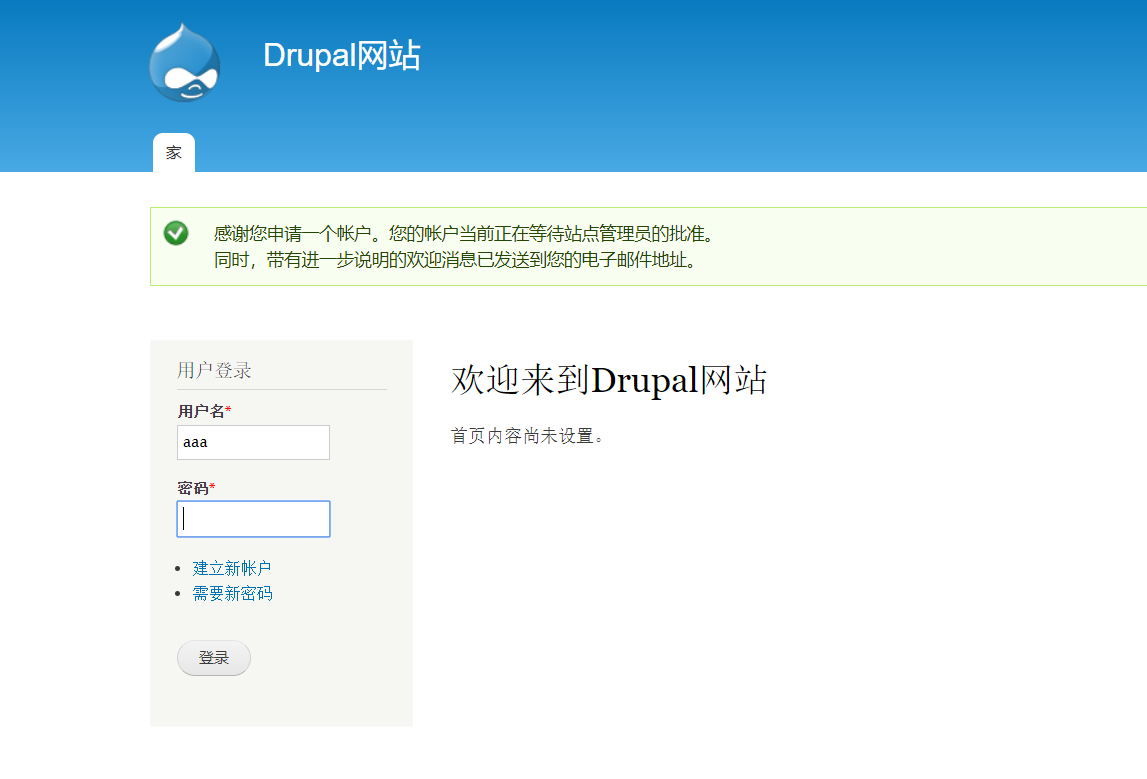 Drupal网站
家
感谢您申请一个帐户。您的帐户当前正在等待站点管理员的批准。
同时，带有进一步说明的欢迎消息已发送到您的电子邮件地址。
用户登录
用户名*
aaa
密码*
建立新帐户
需要新密码
登录
欢迎来到Drupal网站
首页内容尚未设置。